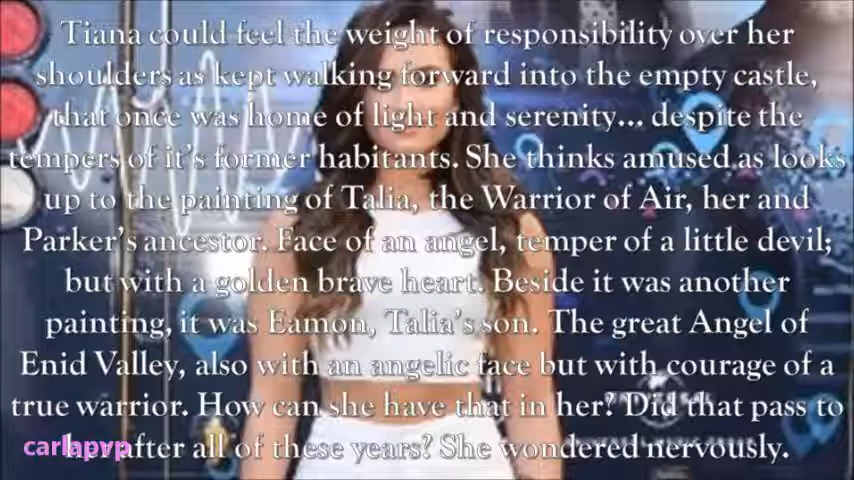 Tiana could feel the weight of responsibility over her
shoulders as kept walking forward into the empty castle,
that once was home of light and serenity... despite the
tempers of it's former habitants. She thinks amused as looks
up to the painting of Talia, the Warrior of Air, her and
Parker's ancestor. Face of an angel, temper of a little devil;
but with a golden brave heart. Beside it was another
painting, it was Eamon, Talia's son. The great Angel of
Enid Valley, also with an angelic face but with courage of a
true warrior. How can she have that in her? Did that pass to
her after all of these years? She wondered nervously.
carlapvp